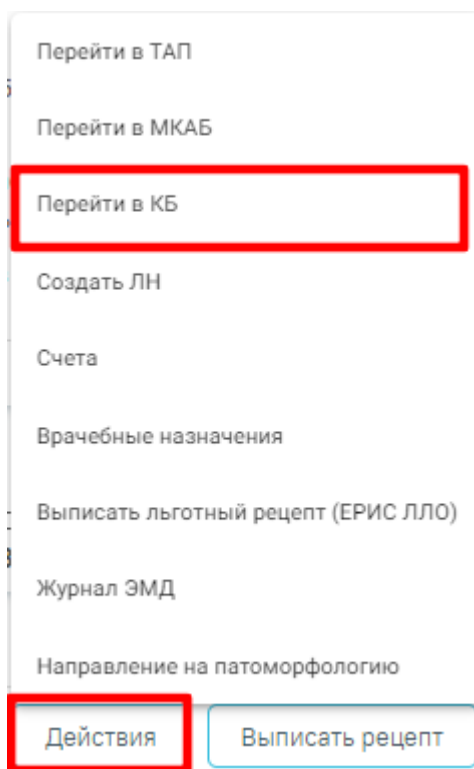 Перейти в ТАП
Перейти в МКАБ
Перейти в КБ
Создать ЛН
Счета
Врачебные назначения
Выписать льготный рецепт (ЕРИС ЛЛО)
Журнал ЭМД
Направление на патоморфологию
Действия
Выписать рецепт